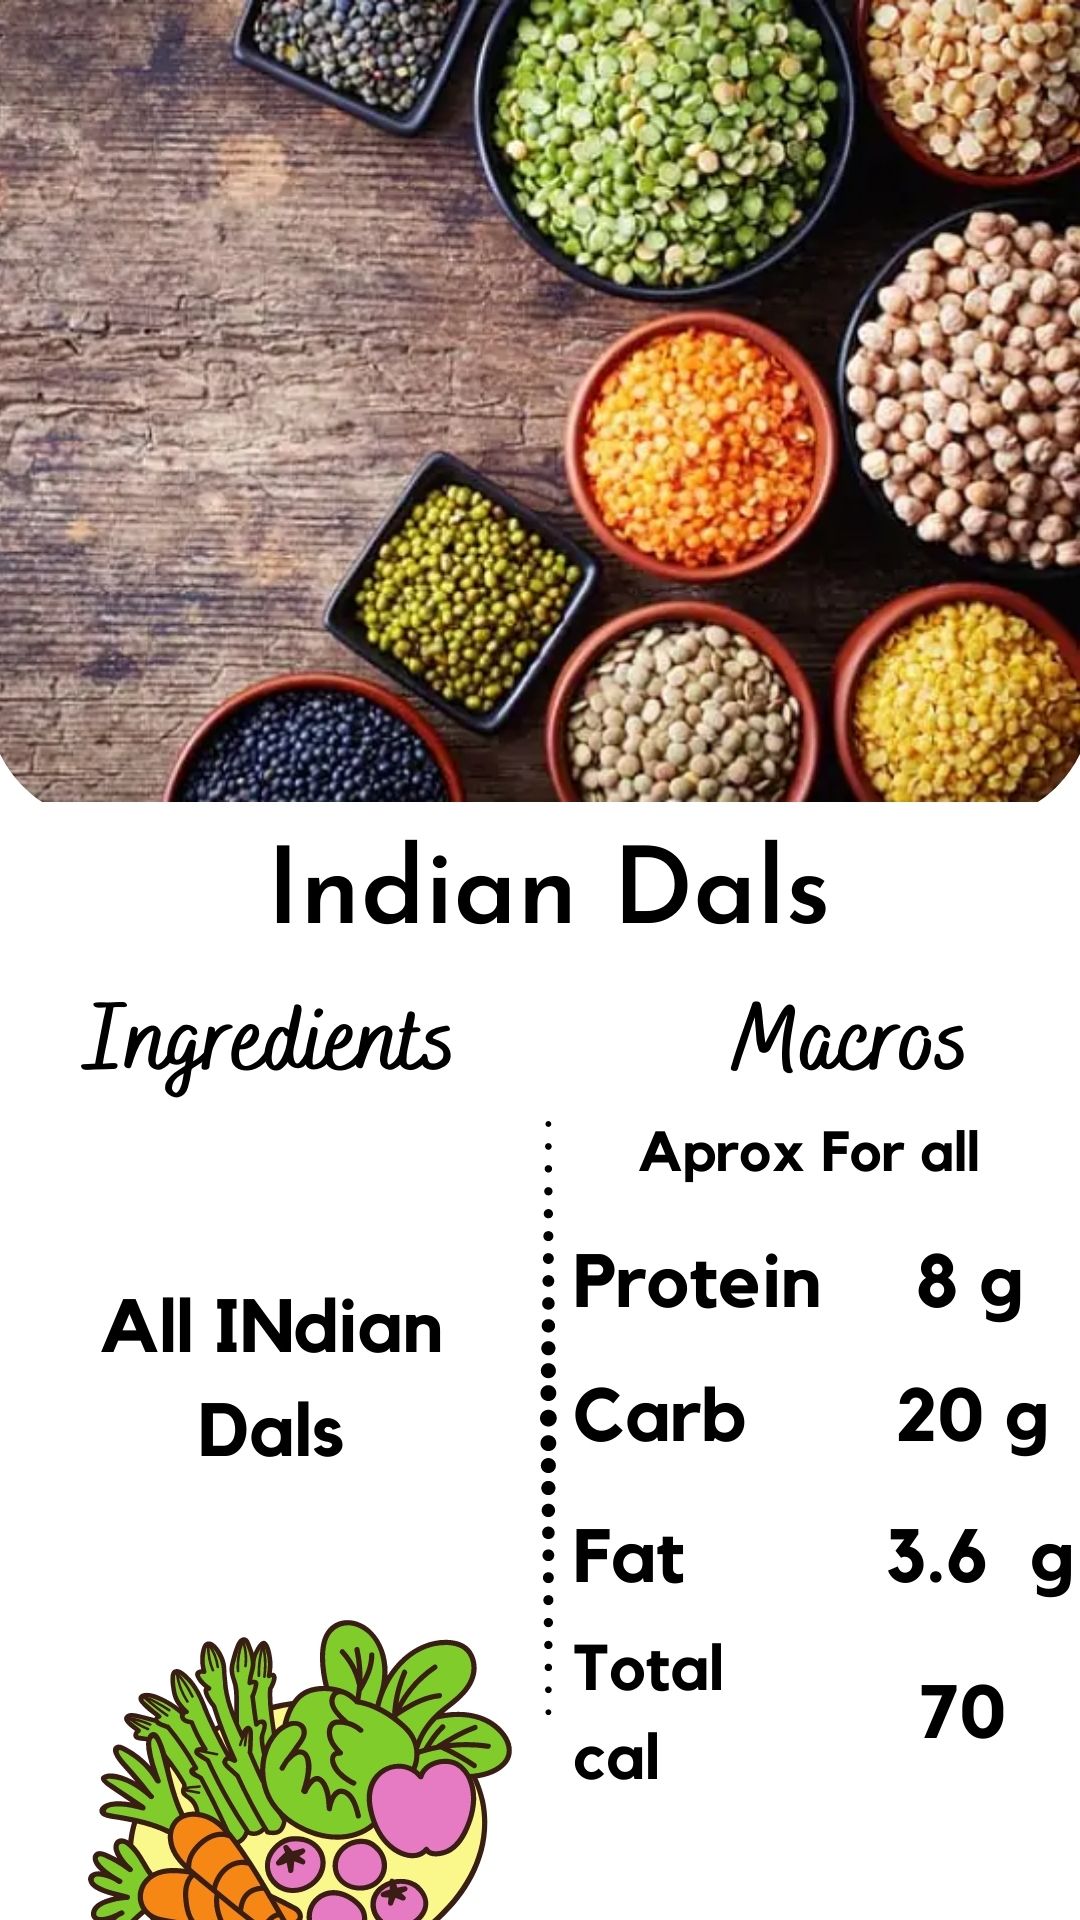 Indian Dals
Ingredients
Macros
Aprox For all
All INdian
Dals
Protein 8 g
Carb 20 g
Fat 3.6 g
Total
cal
70